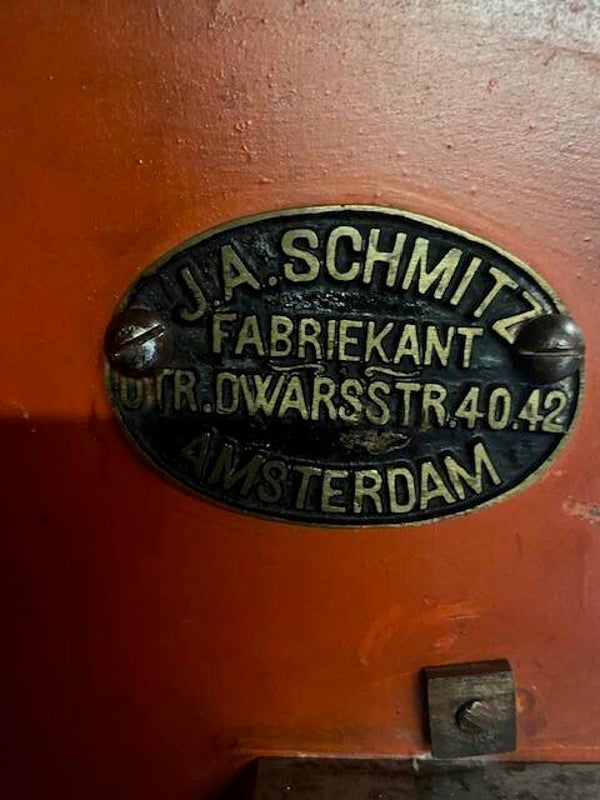 J.A. SCHMITZ
FABRIEKANT
UTR.DWARSSTR.40.42
AMSTERDAM